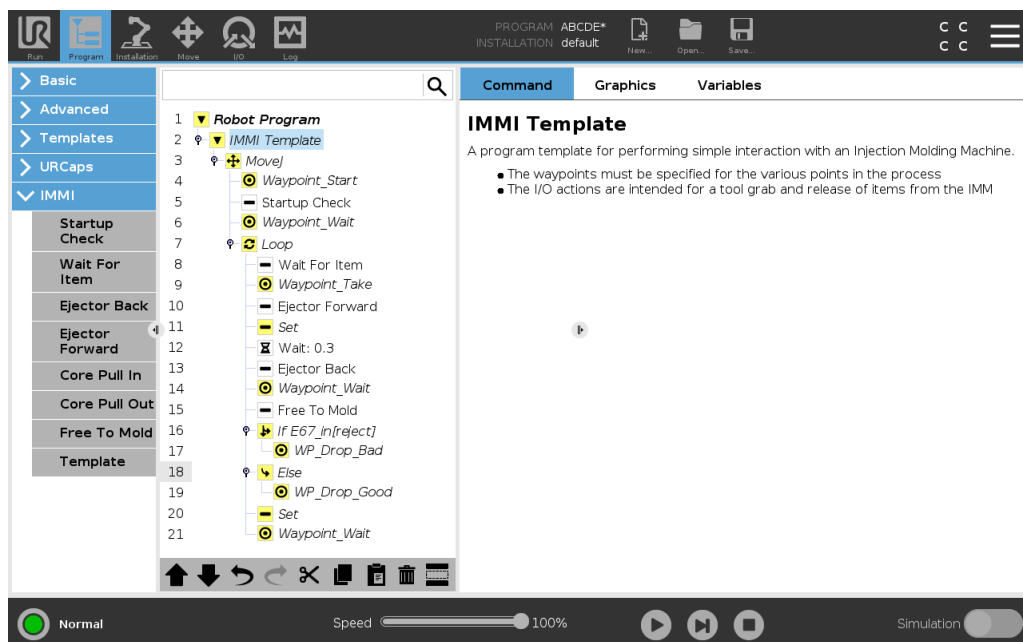 UR
PROGRAM ABCDE*
INSTALLATION default
Run
Program
Installation
Move
I/O
Log
New...
Open...
Save...
C C
C C
Basic
Advanced
Templates
URCaps
IMMI
Startup
Check
Wait For
Item
Ejector Back
Ejector
Forward
Core Pull In
Core Pull Out
Free To Mold
Template
1 Robot Program
2 IMMI Template
3 MoveJ
4 Waypoint_Start
5 Startup Check
6 Waypoint_Wait
7 Loop
8 Wait For Item
9 Waypoint_Take
10 Ejector Forward
11 Set
12 Wait: 0.3
13 Ejector Back
14 Waypoint_Wait
15 Free To Mold
16 If E67_in[reject]
17 WP_Drop_Bad
18 Else
19 WP_Drop_Good
20 Set
21 Waypoint_Wait
Command Graphics Variables
IMMI Template
A program template for performing simple interaction with an Injection Molding Machine.
The waypoints must be specified for the various points in the process
The I/O actions are intended for a tool grab and release of items from the IMM
Normal
Speed
100%
Simulation